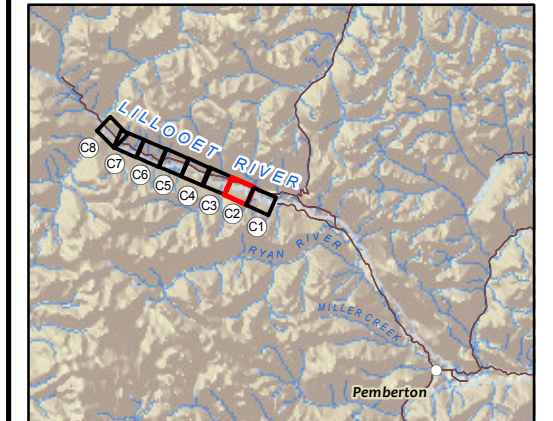 LILLOOET RIVER
C8
C7
C6
C5
C4
C3
C2
C1
RYAN RIVER
MILLER CREEK
Pemberton